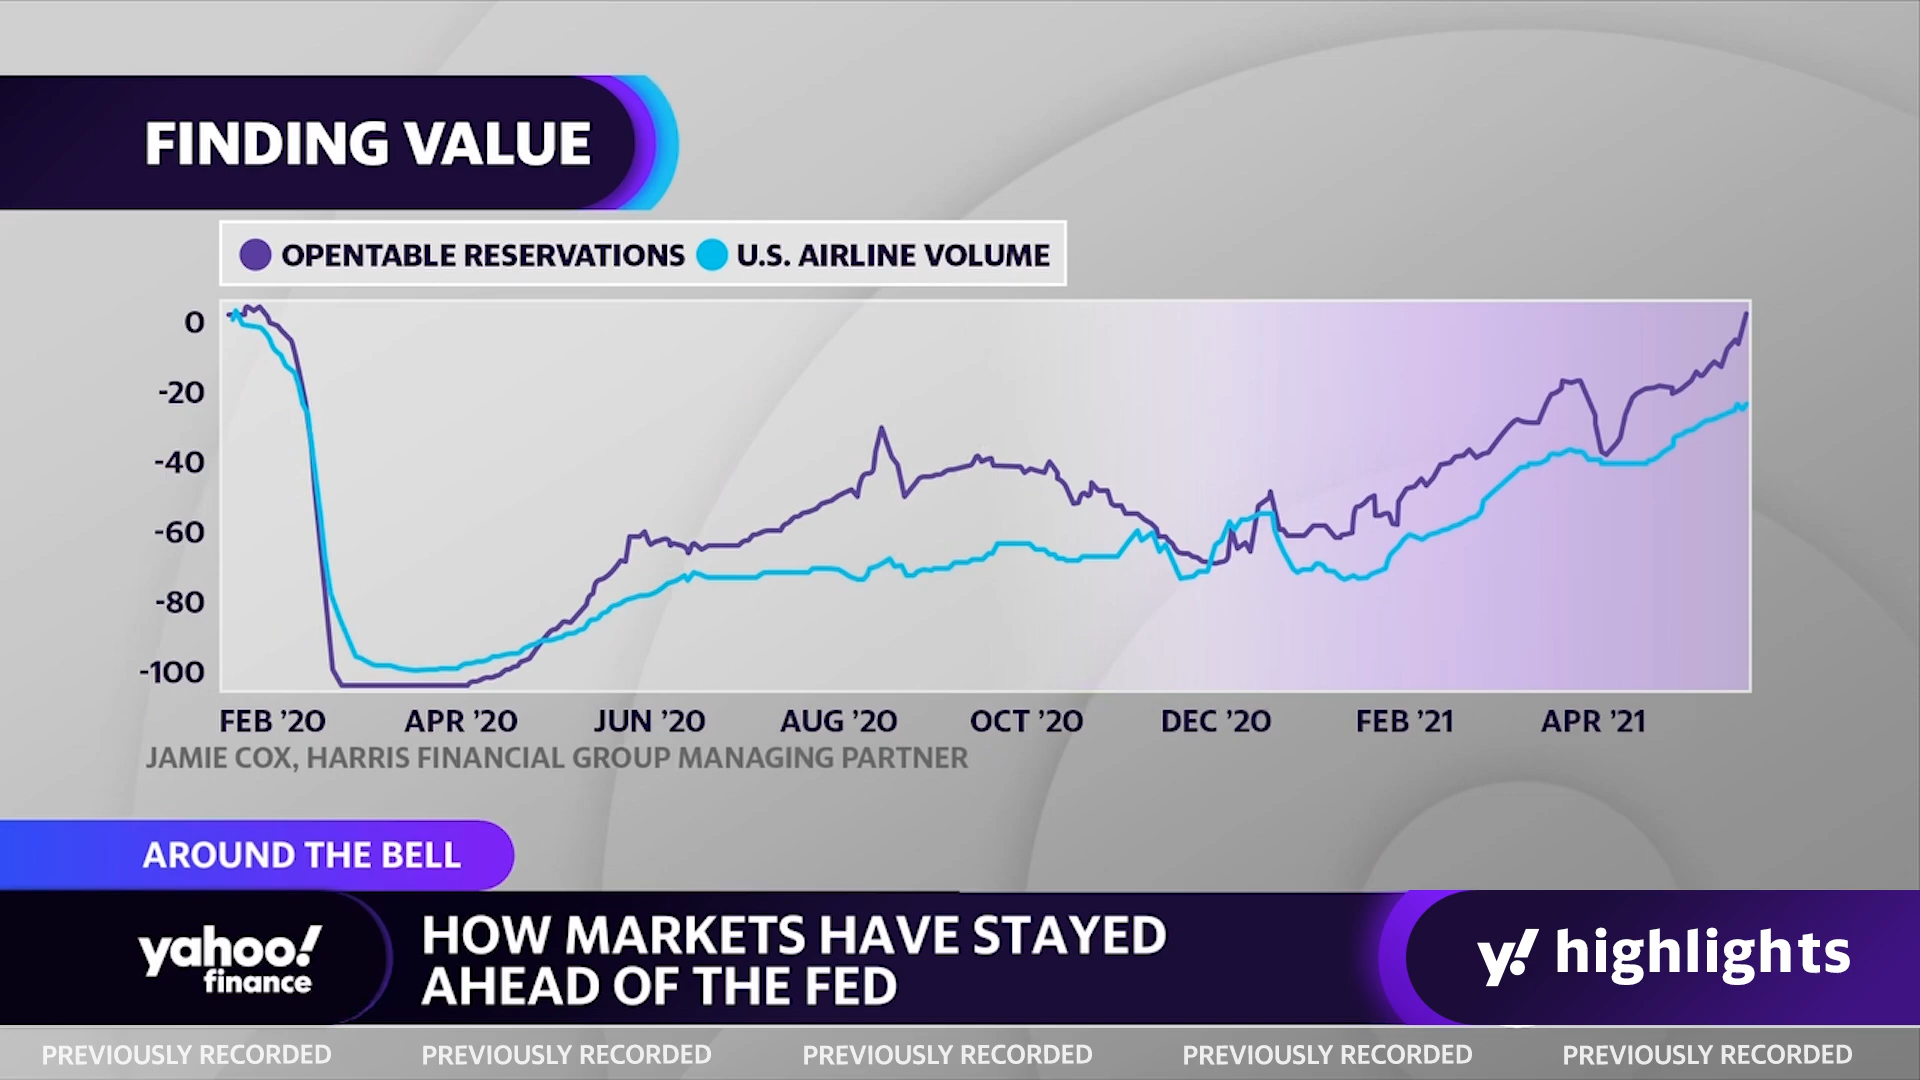 FINDING VALUE
OPENTABLE RESERVATIONS U.S. AIRLINE VOLUME
0
-20
-40
-60
-80
-100
FEB ’20 APR ’20 JUN ’20 AUG ’20 OCT ’20 DEC ’20 FEB ’21 APR ’21
JAMIE COX, HARRIS FINANCIAL GROUP MANAGING PARTNER
AROUND THE BELL
yahoo!
finance
HOW MARKETS HAVE STAYED
AHEAD OF THE FED
y! highlights
PREVIOUSLY RECORDED PREVIOUSLY RECORDED PREVIOUSLY RECORDED PREVIOUSLY RECORDED PREVIOUSLY RECORDED